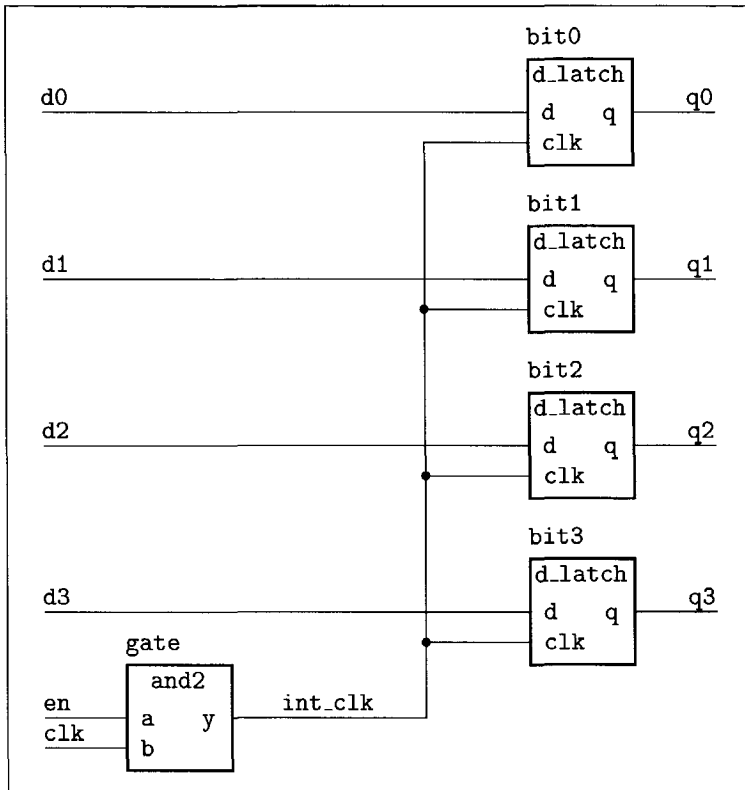 bit0
d_latch
d0 d q q0
clk
bit1
d_latch
d1 d q q1
clk
bit2
d_latch
d2 d q q2
clk
bit3
d_latch
d3 d q q3
clk
gate
and2
en a y int_clk
clk b